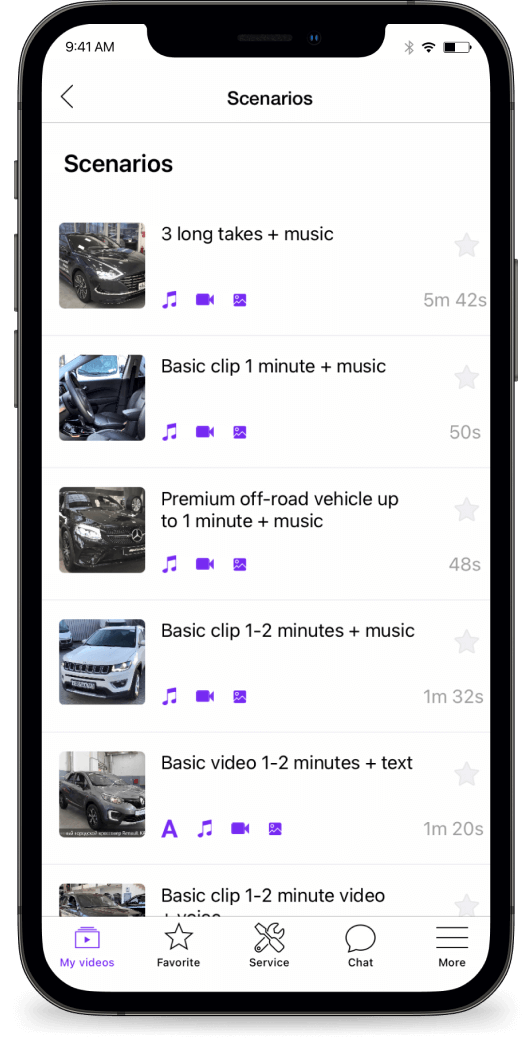 9:41 AM
Scenarios
Scenarios
3 long takes + music
5m 42s
Basic clip 1 minute + music
50s
Premium off-road vehicle up
to 1 minute + music
48s
Basic clip 1-2 minutes + music
1m 32s
Basic video 1-2 minutes + text
A
1m 20s
Basic clip 1-2 minute video
+ voice
My videos
Favorite
Service
Chat
More